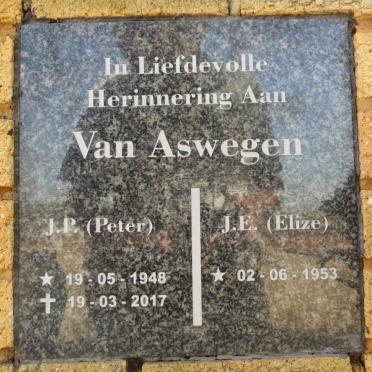 In Liefdevolle
Herinnering Aan
Van Aswegen
J.P. (Peter)
★ 19 - 05 - 1948
✝ 19 - 03 - 2017
J.E. (Elize)
★ 02 - 06 - 1953